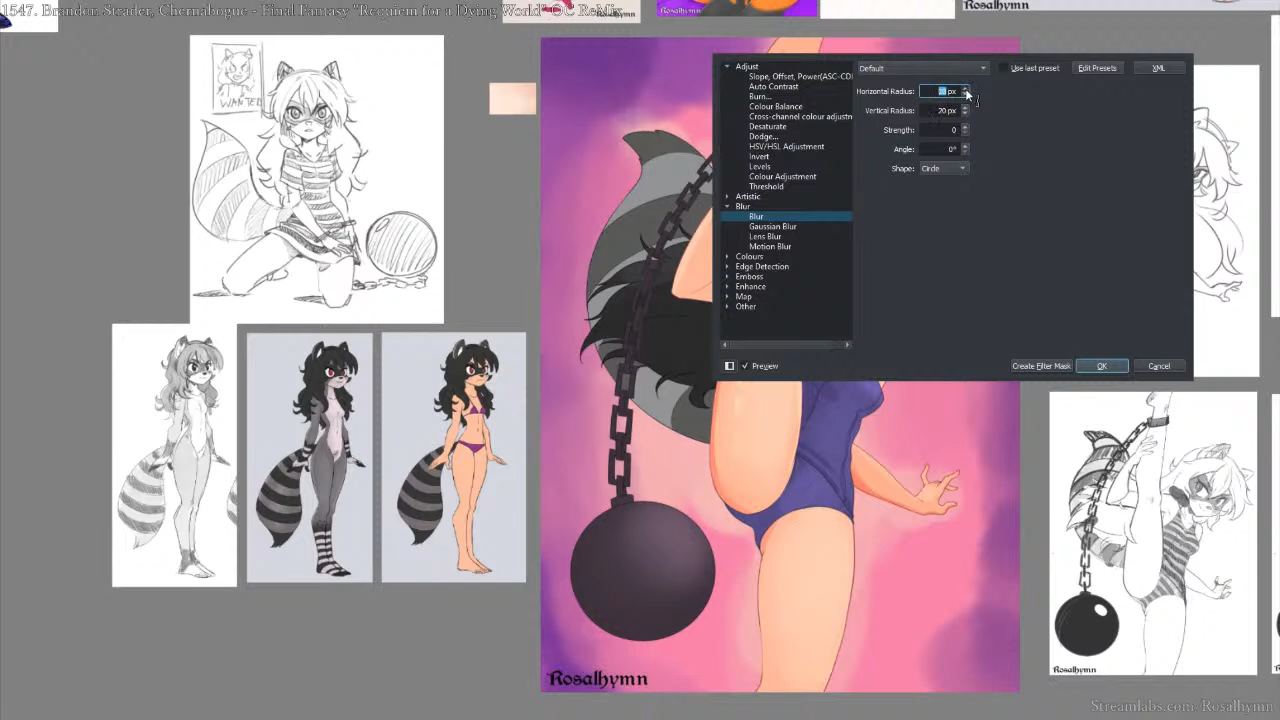 1547. Brandon Strader, Chernabogue - Final Fantasy "Requiem for a Dying World" OC ReMix
Rosalhymn
Rosalhymn
Rosalhymn
WANTED
Adjust
Slope, Offset, Power(ASC-CD
Auto Contrast
Burn...
Colour Balance
Cross-channel colour adjustm
Desaturate
Dodge...
HSV/HSL Adjustment
Invert
Levels
Colour Adjustment
Threshold
Artistic
Blur
Blur
Gaussian Blur
Lens Blur
Motion Blur
Colours
Edge Detection
Emboss
Enhance
Map
Other
Default
Use last preset
Edit Presets
XML
Horizontal Radius:
px
Vertical Radius: 20 px
Strength: 0
Angle: 0°
Shape: Circle
Preview
Create Filter Mask
OK
Cancel
Rosalhymn
Rosalhymn
Streamlabs.com/Rosalhymn